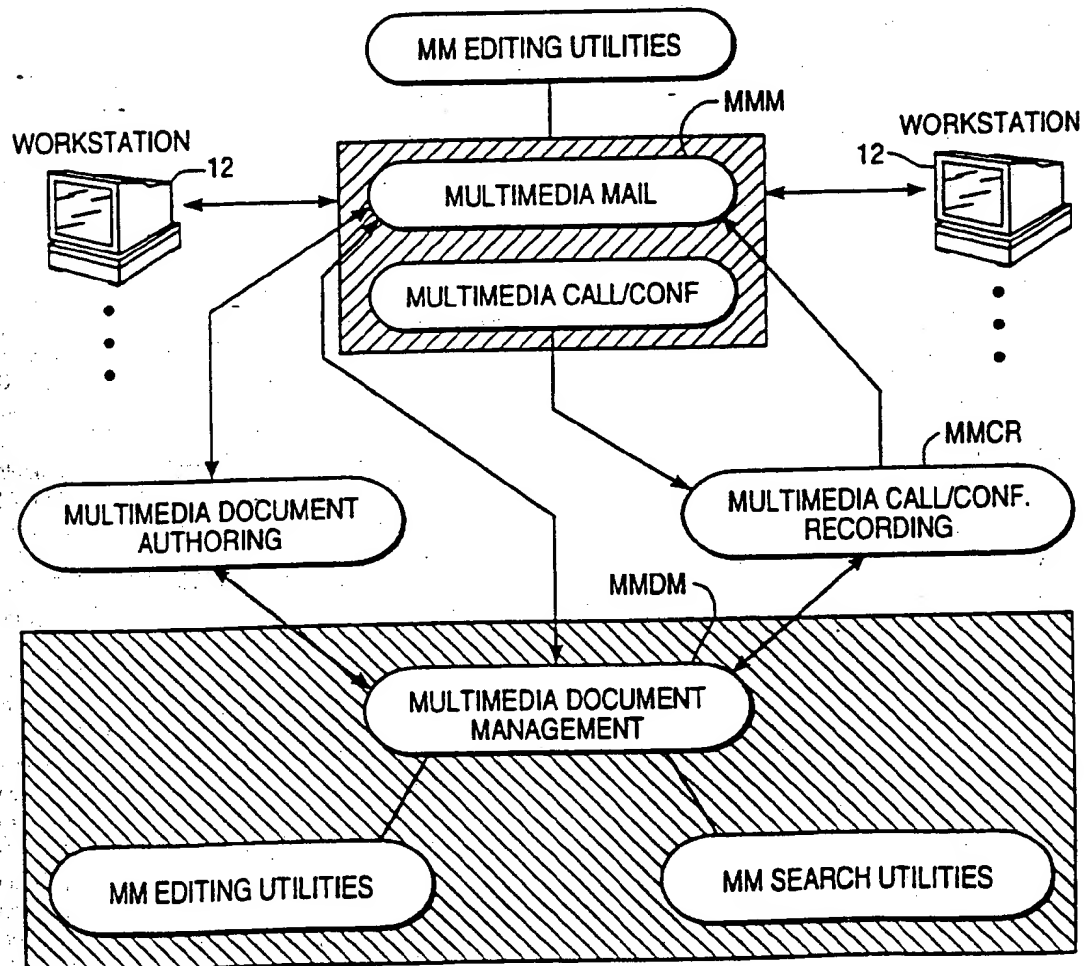 MM EDITING UTILITIES
MMM
WORKSTATION
WORKSTATION
12
12
MULTIMEDIA MAIL
MULTIMEDIA CALL/CONF
MMCR
MULTIMEDIA DOCUMENT
AUTHORING
MULTIMEDIA CALL/CONF.
RECORDING
MMDM
MULTIMEDIA DOCUMENT
MANAGEMENT
MM EDITING UTILITIES
MM SEARCH UTILITIES